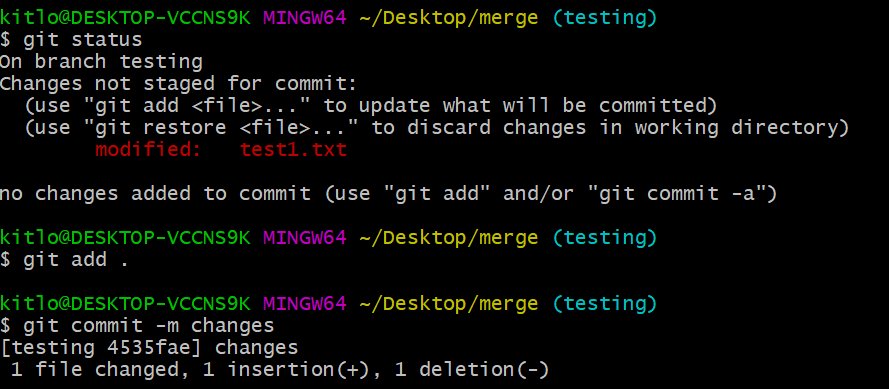 kitlo@DESKTOP-VCCNS9K MINGW64 ~/Desktop/merge (testing)
$ git status
On branch testing
Changes not staged for commit:
  (use "git add <file>..." to update what will be committed)
  (use "git restore <file>..." to discard changes in working directory)
        modified:   test1.txt

no changes added to commit (use "git add" and/or "git commit -a")

kitlo@DESKTOP-VCCNS9K MINGW64 ~/Desktop/merge (testing)
$ git add .

kitlo@DESKTOP-VCCNS9K MINGW64 ~/Desktop/merge (testing)
$ git commit -m changes
[testing 4535fae] changes
 1 file changed, 1 insertion(+), 1 deletion(-)